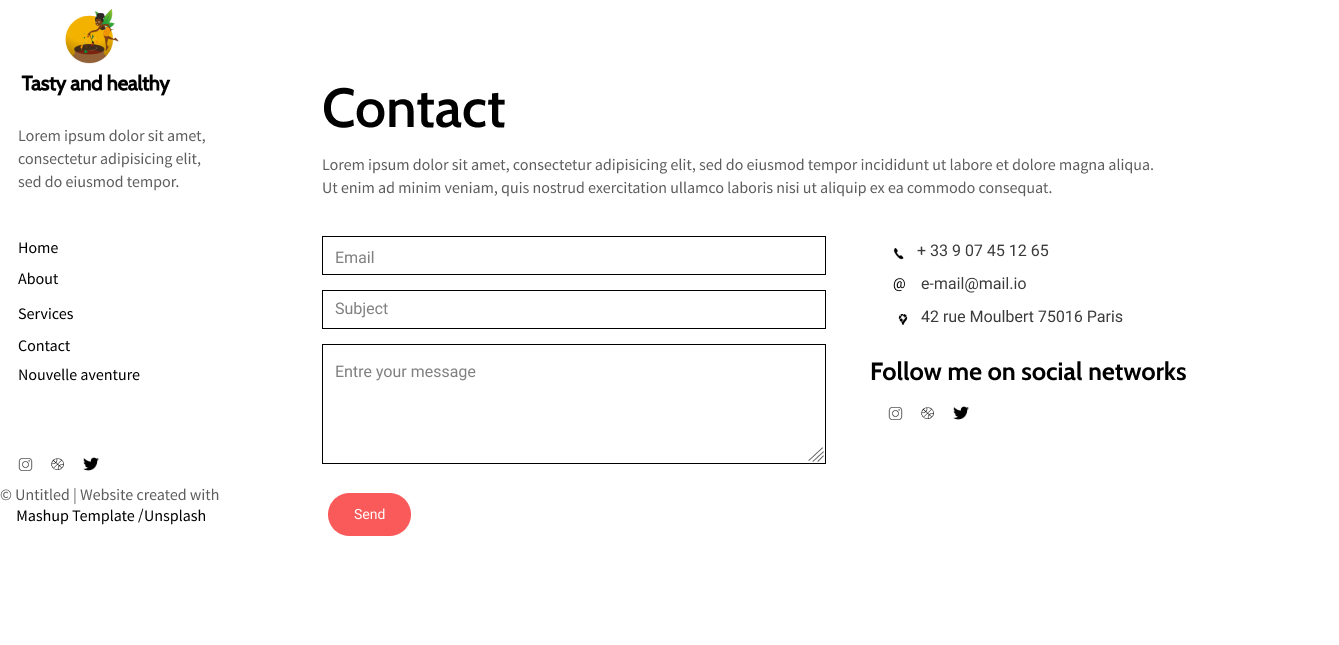 Tasty and healthy
Lorem ipsum dolor sit amet,
consectetur adipisicing elit,
sed do eiusmod tempor.
Home
About
Services
Contact
Nouvelle aventure
© Untitled | Website created with
Mashup Template /Unsplash
Contact
Lorem ipsum dolor sit amet, consectetur adipisicing elit, sed do eiusmod tempor incididunt ut labore et dolore magna aliqua.
Ut enim ad minim veniam, quis nostrud exercitation ullamco laboris nisi ut aliquip ex ea commodo consequat.
Email
Subject
Entre your message
Send
+ 33 9 07 45 12 65
@ e-mail@mail.io
42 rue Moulbert 75016 Paris
Follow me on social networks